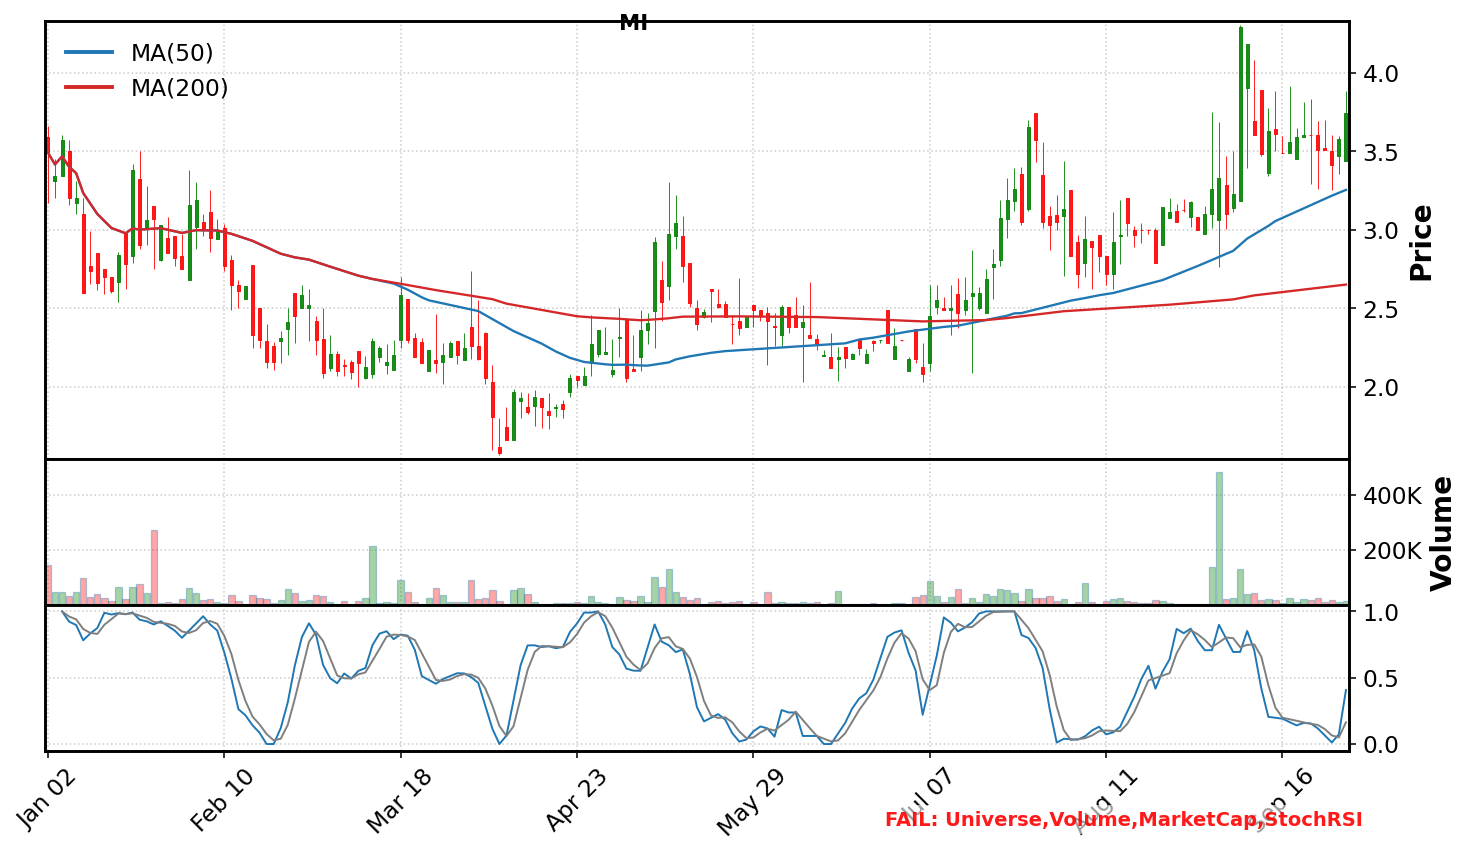 MI
MA(50)
MA(200)
4.0
3.5
3.0
2.5
2.0
Price
400K
200K
Volume
1.0
0.5
0.0
Jan 02
Feb 10
Mar 18
Apr 23
May 29
Jul 07
Aug 11
Sep 16
FAIL: Universe,Volume,MarketCap,StochRSI